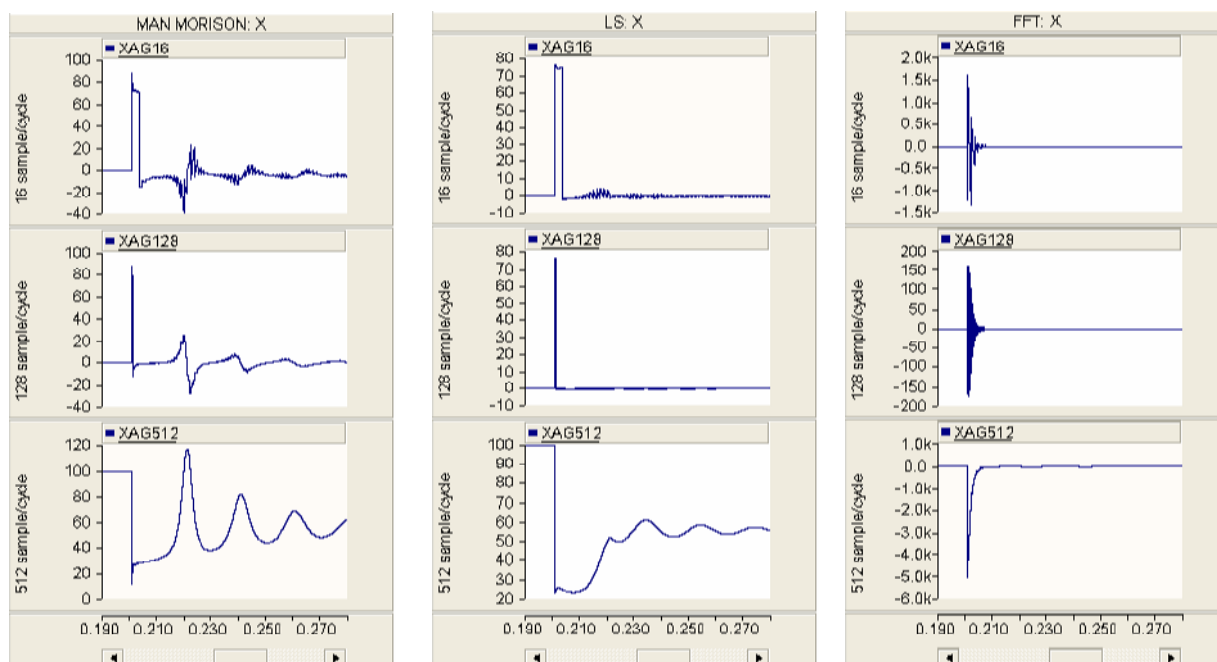 MAN MORISON: X
XAG16
16 sample/cycle
100
80
60
40
20
0
-20
-40
XAG128
128 sample/cycle
100
80
60
40
20
0
-20
-40
XAG512
512 sample/cycle
120
100
80
60
40
20
0
0.190 0.210 0.230 0.250 0.270
LS: X
XAG16
16 sample/cycle
80
70
60
50
40
30
20
10
0
-10
XAG128
128 sample/cycle
80
70
60
50
40
30
20
10
0
-10
XAG512
512 sample/cycle
100
90
80
70
60
50
40
30
20
0.190 0.210 0.230 0.250 0.270
FFT: X
XAG16
16 sample/cycle
2.0k
1.5k
1.0k
0.5k
0.0
-0.5k
-1.0k
-1.5k
XAG128
128 sample/cycle
200
150
100
50
0
-50
-100
-150
-200
XAG512
512 sample/cycle
1.0k
0.0
-1.0k
-2.0k
-3.0k
-4.0k
-5.0k
-6.0k
0.190 0.210 0.230 0.250 0.270